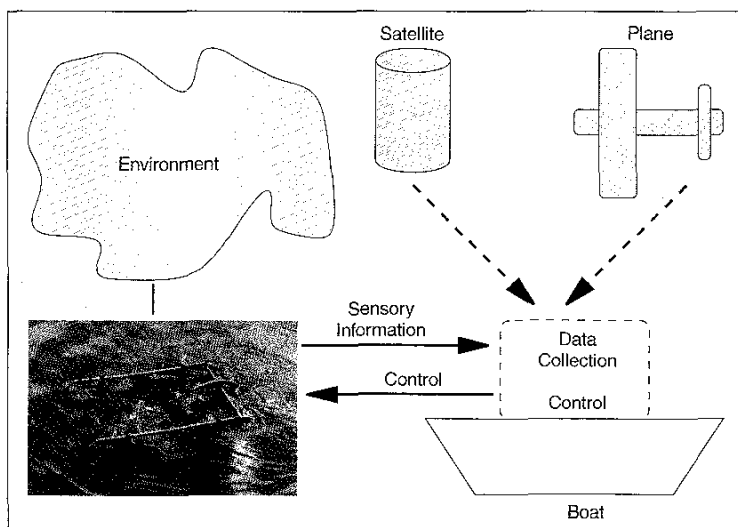 Satellite
Plane
Environment
Sensory
Information
Data
Collection
Control
Control
Boat